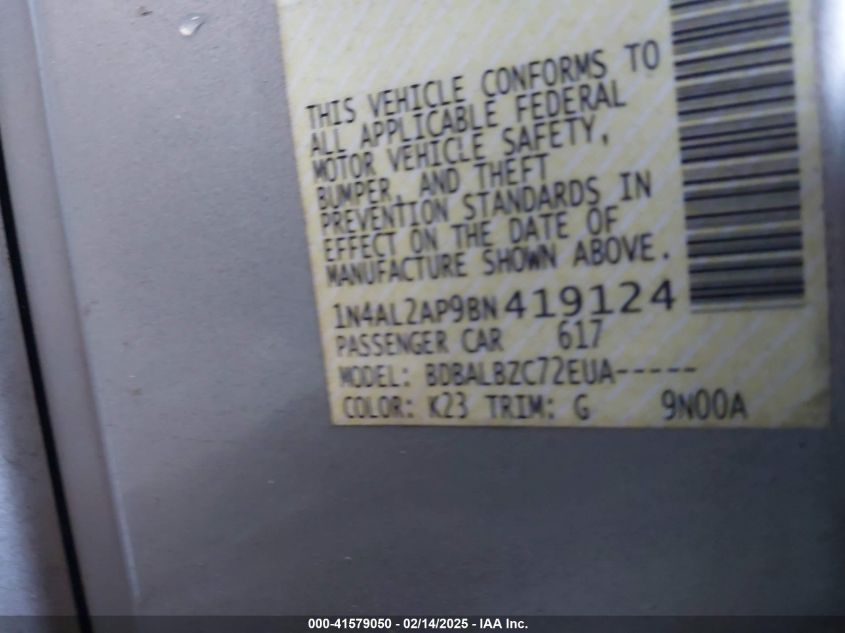 THIS VEHICLE CONFORMS TO
ALL APPLICABLE FEDERAL
MOTOR VEHICLE SAFETY,
BUMPER, AND THEFT
PREVENTION STANDARDS IN
EFFECT ON THE DATE OF
MANUFACTURE SHOWN ABOVE.
1N4AL2AP9BN419124
PASSENGER CAR 617
MODEL: BDBALBZC72EUA-----
COLOR: K23 TRIM: G 9N00A
000-41579050 - 02/14/2025 - IAA Inc.